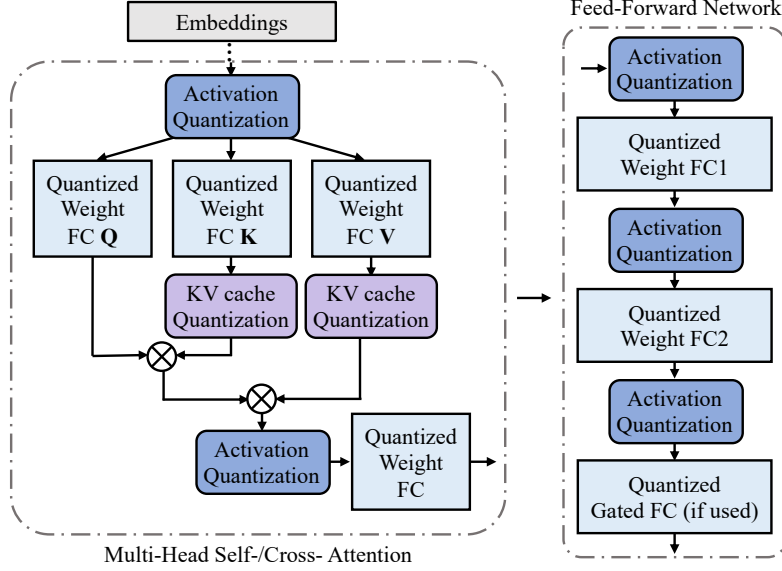 Embeddings
Activation
Quantization
Quantized
Weight
FC Q
Quantized
Weight
FC K
Quantized
Weight
FC V
KV cache
Quantization
KV cache
Quantization
Activation
Quantization
Quantized
Weight
FC
Multi-Head Self-/Cross- Attention
Feed-Forward Network
Activation
Quantization
Quantized
Weight FC1
Activation
Quantization
Quantized
Weight FC2
Activation
Quantization
Quantized
Gated FC (if used)